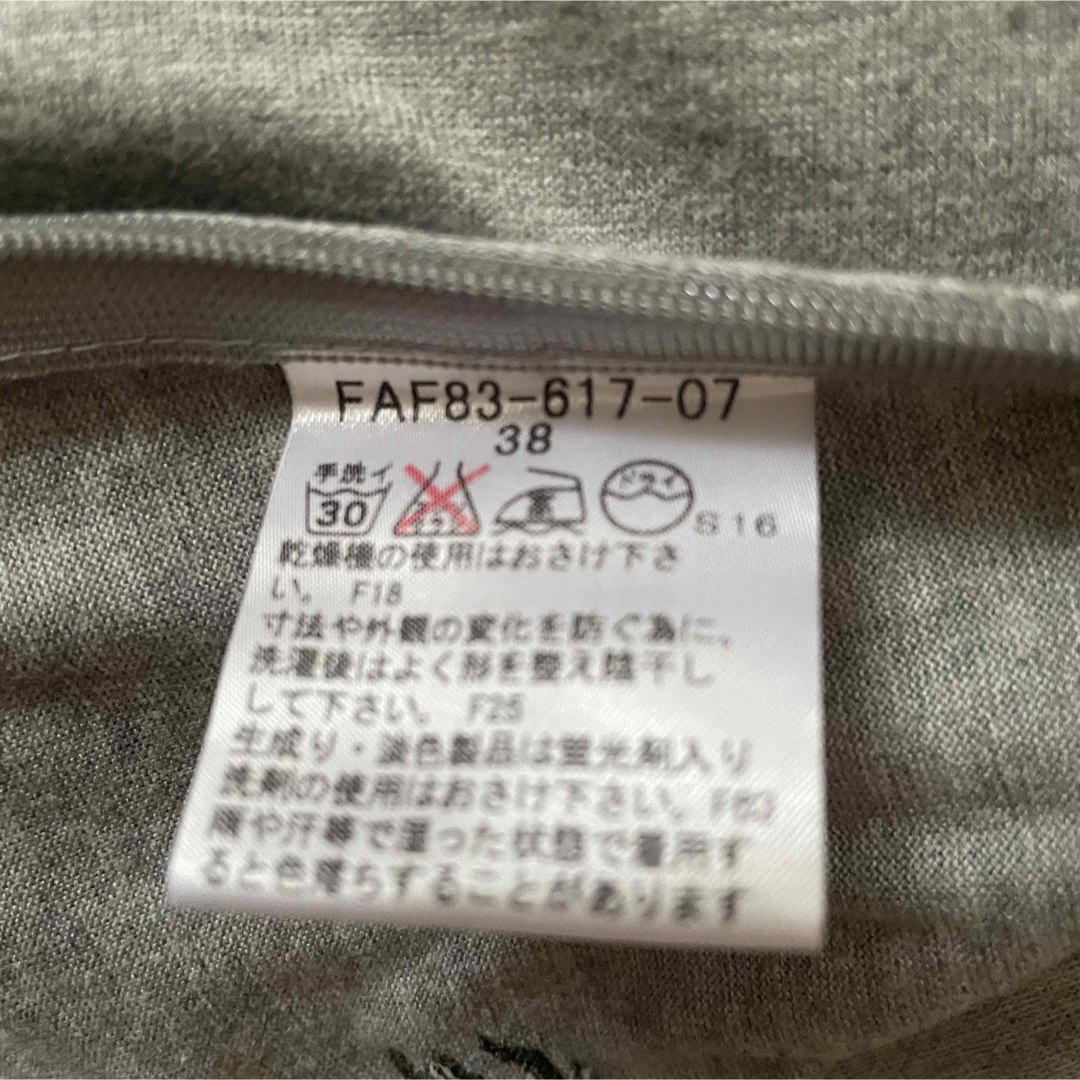 FAF83-617-07
38
手洗イ
30
ドライ
S16
乾燥機の使用はおさけ下さ
い。 F18
寸法や外観の変化を防ぐ為に、
洗濯後はよく形を整え陰干し
して下さい。 F25
生成り・淡色製品は蛍光剤入り
洗剤の使用はおさけ下さい。
雨や汗等で湿った状態で着用す
ると色落ちすることがあります